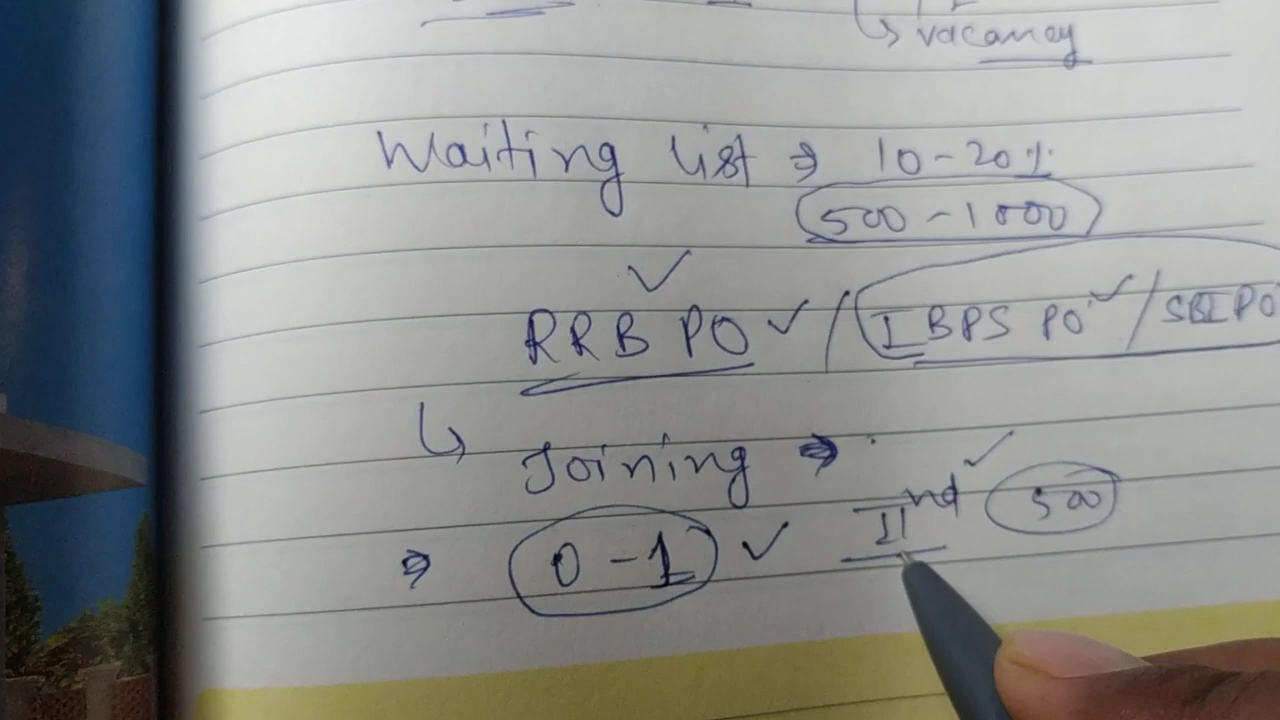 ↳ vacancy
Waiting list ⇒ 10-20%
500-1000
✓
RRB PO ✓ / IBPS PO ✓ / SBI PO
↳ Joining ⇒
⇒ 0-1 ✓ IInd ✓ 500